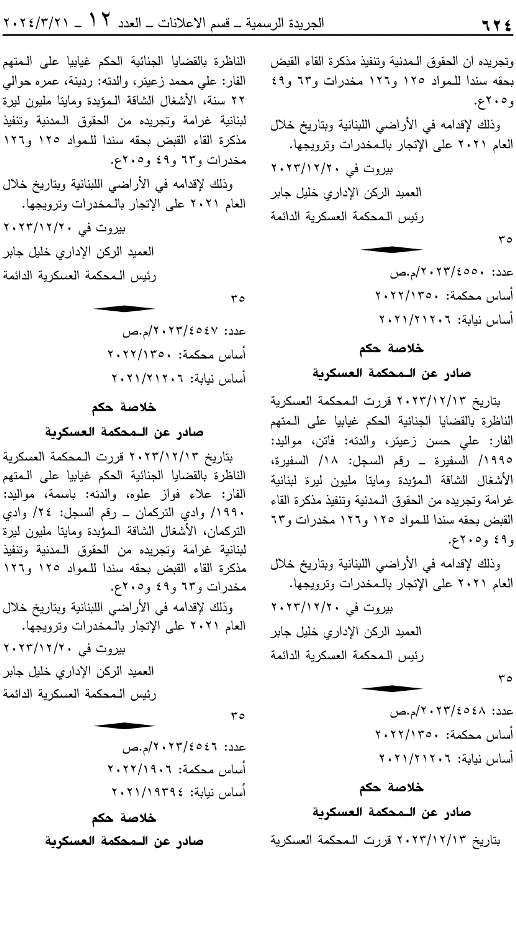 ٦٢٤
الجريدة الرسمية ــ قسم الاعلانات ــ العدد ١٢ ــ ٢٠٢٤/٣/٢١
وتجريده من الحقوق المدنية وتنفيذ مذكرة القاء القبض
بحقه سندا للمواد ١٢٥ و١٢٦ مخدرات و٦٣ و٤٩
و٢٠٥ع.
وذلك لإقدامه في الأراضي اللبنانية وبتاريخ خلال
العام ٢٠٢١ على الإتجار بالمخدرات وترويجها.
بيروت في ٢٠٢٣/١٢/٢٠
العميد الركن الإداري خليل جابر
رئيس المحكمة العسكرية الدائمة
٣٥
عدد: ٢٠٢٣/٤٥٥٠/م.ص
أساس محكمة: ٢٠٢٢/١٣٥٠
أساس نيابة: ٢٠٢١/٢١٢٠٦
خلاصة حكم
صادر عن المحكمة العسكرية
بتاريخ ٢٠٢٣/١٢/١٣ قررت المحكمة العسكرية
الناظرة بالقضايا الجنائية الحكم غيابيا على المتهم
الفار: علي حسن زعيتر، والدته: فاتن، مواليد:
١٩٩٥/ السفيرة ــ رقم السجل: ١٨/ السفيرة،
الأشغال الشاقة المؤبدة ومايتا مليون ليرة لبنانية
غرامة وتجريده من الحقوق المدنية وتنفيذ مذكرة القاء
القبض بحقه سندا للمواد ١٢٥ و١٢٦ مخدرات و٦٣
و٤٩ و٢٠٥ع.
وذلك لإقدامه في الأراضي اللبنانية وبتاريخ خلال
العام ٢٠٢١ على الإتجار بالمخدرات وترويجها.
بيروت في ٢٠٢٣/١٢/٢٠
العميد الركن الإداري خليل جابر
رئيس المحكمة العسكرية الدائمة
٣٥
عدد: ٢٠٢٣/٤٥٤٨/م.ص
أساس محكمة: ٢٠٢٢/١٣٥٠
أساس نيابة: ٢٠٢١/٢١٢٠٦
خلاصة حكم
صادر عن المحكمة العسكرية
بتاريخ ٢٠٢٣/١٢/١٣ قررت المحكمة العسكرية
الناظرة بالقضايا الجنائية الحكم غيابيا على المتهم
الفار: علي محمد زعيتر، والدته: ردينة، عمره حوالي
٢٢ سنة، الأشغال الشاقة المؤبدة ومايتا مليون ليرة
لبنانية غرامة وتجريده من الحقوق المدنية وتنفيذ
مذكرة القاء القبض بحقه سندا للمواد ١٢٥ و١٢٦
مخدرات و٦٣ و٤٩ و٢٠٥ع.
وذلك لإقدامه في الأراضي اللبنانية وبتاريخ خلال
العام ٢٠٢١ على الإتجار بالمخدرات وترويجها.
بيروت في ٢٠٢٣/١٢/٢٠
العميد الركن الإداري خليل جابر
رئيس المحكمة العسكرية الدائمة
٣٥
عدد: ٢٠٢٣/٤٥٤٧/م.ص
أساس محكمة: ٢٠٢٢/١٣٥٠
أساس نيابة: ٢٠٢١/٢١٢٠٦
خلاصة حكم
صادر عن المحكمة العسكرية
بتاريخ ٢٠٢٣/١٢/١٣ قررت المحكمة العسكرية
الناظرة بالقضايا الجنائية الحكم غيابيا على المتهم
الفار: علاء فواز علوه، والدته: باسمة، مواليد:
١٩٩٠/ وادي التركمان ــ رقم السجل: ٢٤/ وادي
التركمان، الأشغال الشاقة المؤبدة ومايتا مليون ليرة
لبنانية غرامة وتجريده من الحقوق المدنية وتنفيذ
مذكرة القاء القبض بحقه سندا للمواد ١٢٥ و١٢٦
مخدرات و٦٣ و٤٩ و٢٠٥ع.
وذلك لإقدامه في الأراضي اللبنانية وبتاريخ خلال
العام ٢٠٢١ على الإتجار بالمخدرات وترويجها.
بيروت في ٢٠٢٣/١٢/٢٠
العميد الركن الإداري خليل جابر
رئيس المحكمة العسكرية الدائمة
٣٥
عدد: ٢٠٢٣/٤٥٤٦/م.ص
أساس محكمة: ٢٠٢٢/١٩٠٦
أساس نيابة: ٢٠٢١/١٩٣٩٤
خلاصة حكم
صادر عن المحكمة العسكرية